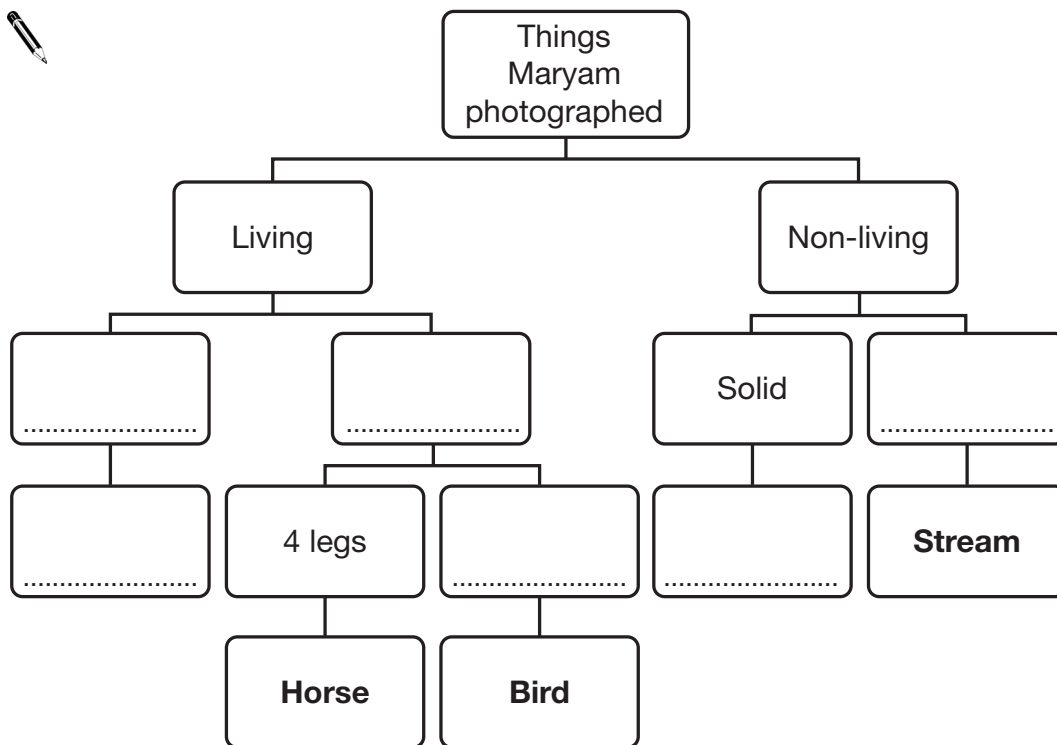 Things
Maryam
photographed
Living
Non-living
Solid
4 legs
Stream
Horse
Bird